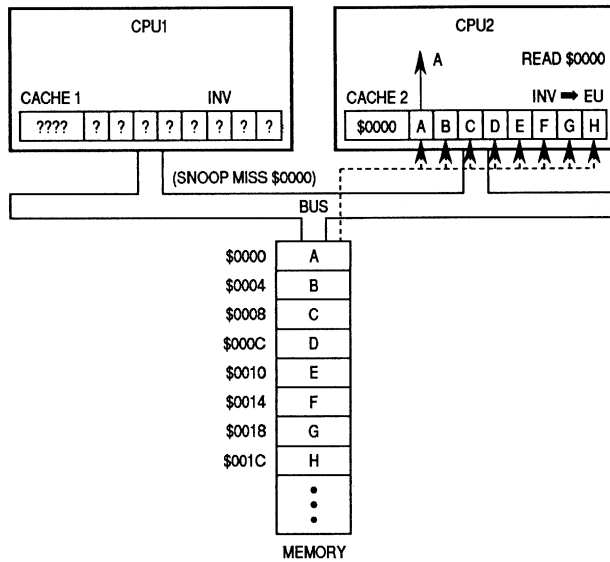 CPU1
CACHE 1 INV
???? ? ? ? ? ? ? ? ?
CPU2
A READ $0000
CACHE 2 INV ➡ EU
$0000 A B C D E F G H
(SNOOP MISS $0000)
BUS
$0000 A
$0004 B
$0008 C
$000C D
$0010 E
$0014 F
$0018 G
$001C H
MEMORY